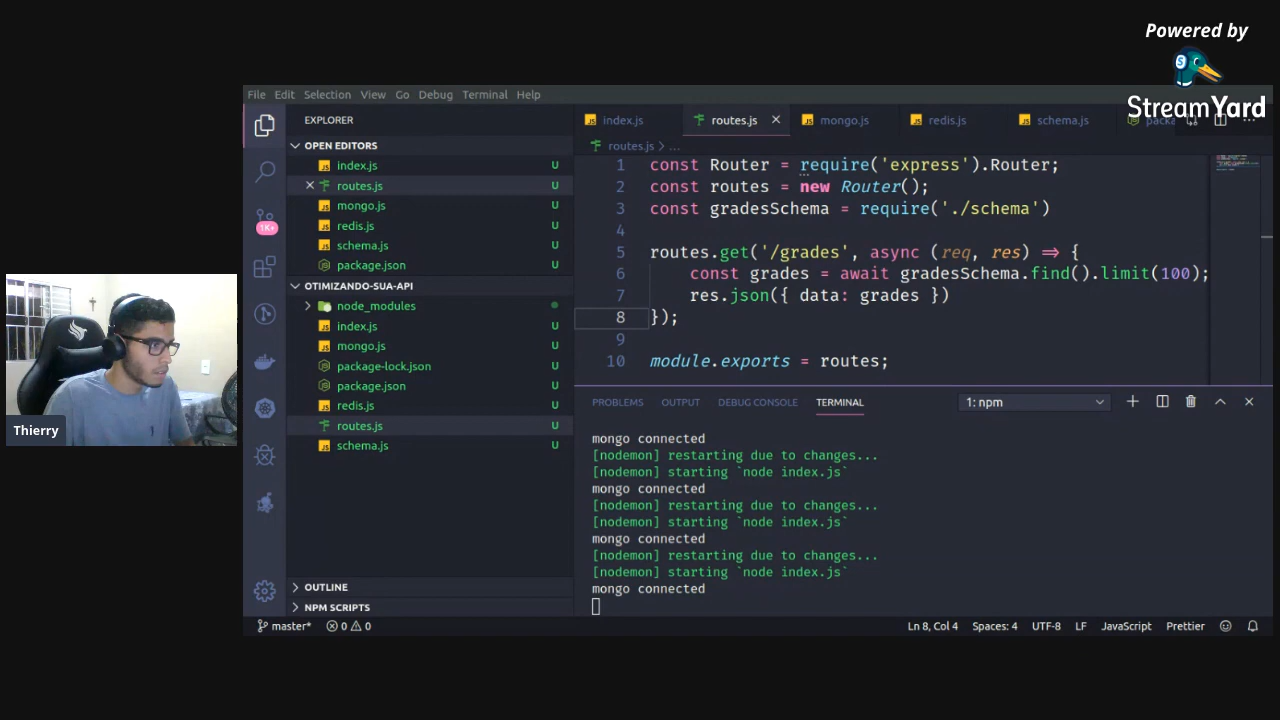 Powered by
StreamYard
File Edit Selection View Go Debug Terminal Help
EXPLORER
OPEN EDITORS
index.js U
routes.js U
mongo.js U
redis.js U
schema.js U
package.json U
OTIMIZANDO-SUA-API
node_modules
index.js U
mongo.js U
package-lock.json U
package.json U
redis.js U
routes.js U
schema.js U
OUTLINE
NPM SCRIPTS
1K+
index.js routes.js mongo.js redis.js schema.js
routes.js > ...
1 const Router = require('express').Router;
2 const routes = new Router();
3 const gradesSchema = require('./schema')
4
5 routes.get('/grades', async (req, res) => {
6 const grades = await gradesSchema.find().limit(100);
7 res.json({ data: grades })
8 });
9
10 module.exports = routes;
PROBLEMS OUTPUT DEBUG CONSOLE TERMINAL 1: npm
mongo connected
[nodemon] restarting due to changes...
[nodemon] starting `node index.js`
mongo connected
[nodemon] restarting due to changes...
[nodemon] starting `node index.js`
mongo connected
[nodemon] restarting due to changes...
[nodemon] starting `node index.js`
mongo connected
Thierry
master* 0 0 Ln 8, Col 4 Spaces: 4 UTF-8 LF JavaScript Prettier